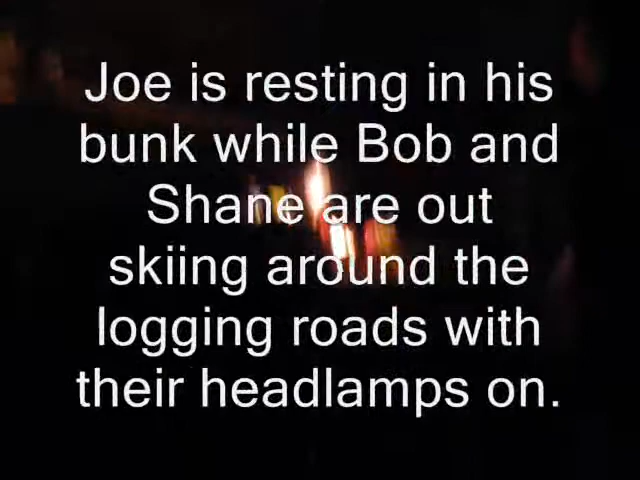 Joe is resting in his
bunk while Bob and
Shane are out
skiing around the
logging roads with
their headlamps on.